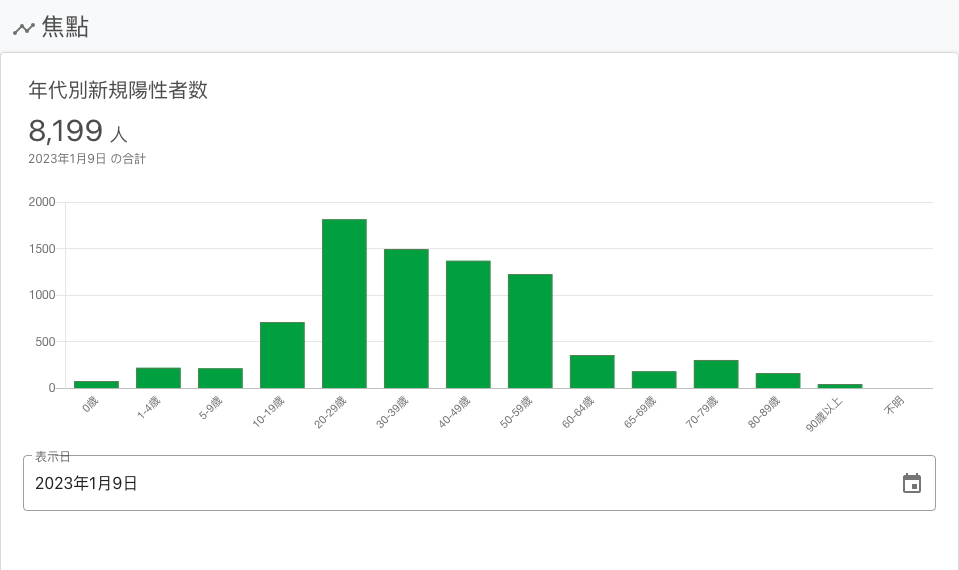 焦點
年代別新規陽性者数
8,199 人
2023年1月9日 の合計
2000
1500
1000
500
0
0歳
1-4歳
5-9歳
10-19歳
20-29歳
30-39歳
40-49歳
50-59歳
60-64歳
65-69歳
70-79歳
80-89歳
90歳以上
不明
表示日
2023年1月9日